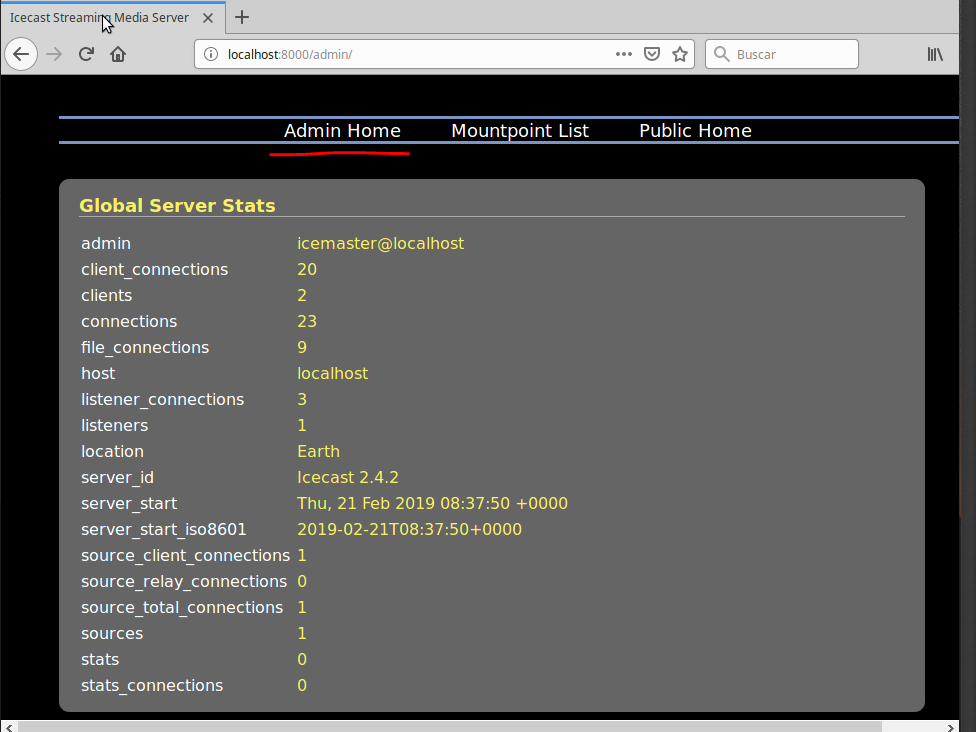 Icecast Streaming Media Server
localhost:8000/admin/
Buscar
Admin Home Mountpoint List Public Home
Global Server Stats
admin icemaster@localhost
client_connections 20
clients 2
connections 23
file_connections 9
host localhost
listener_connections 3
listeners 1
location Earth
server_id Icecast 2.4.2
server_start Thu, 21 Feb 2019 08:37:50 +0000
server_start_iso8601 2019-02-21T08:37:50+0000
source_client_connections 1
source_relay_connections 0
source_total_connections 1
sources 1
stats 0
stats_connections 0